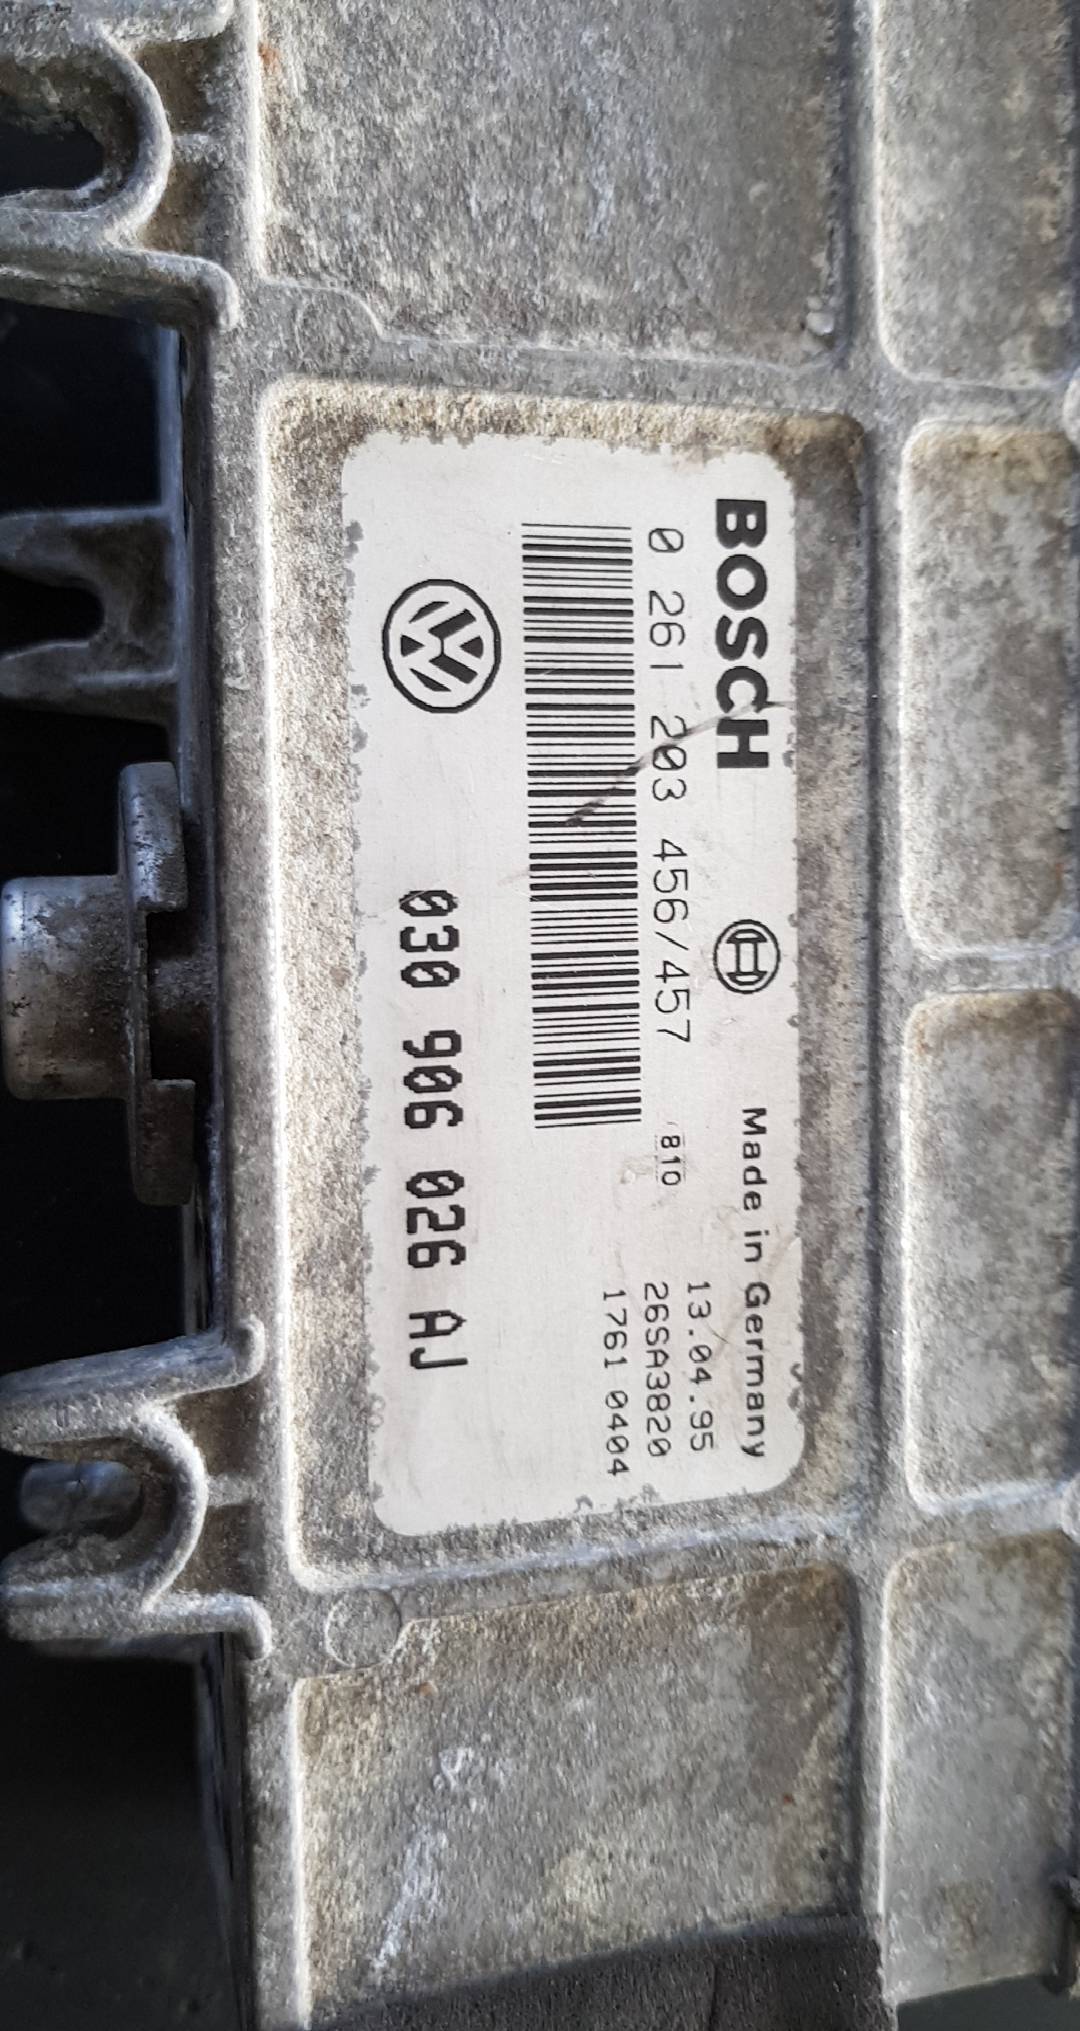 BOSCH
Made in Germany
0 261 203 456/457
B10
13.04.95
26SA3820
1761 0404
030 906 026 AJ